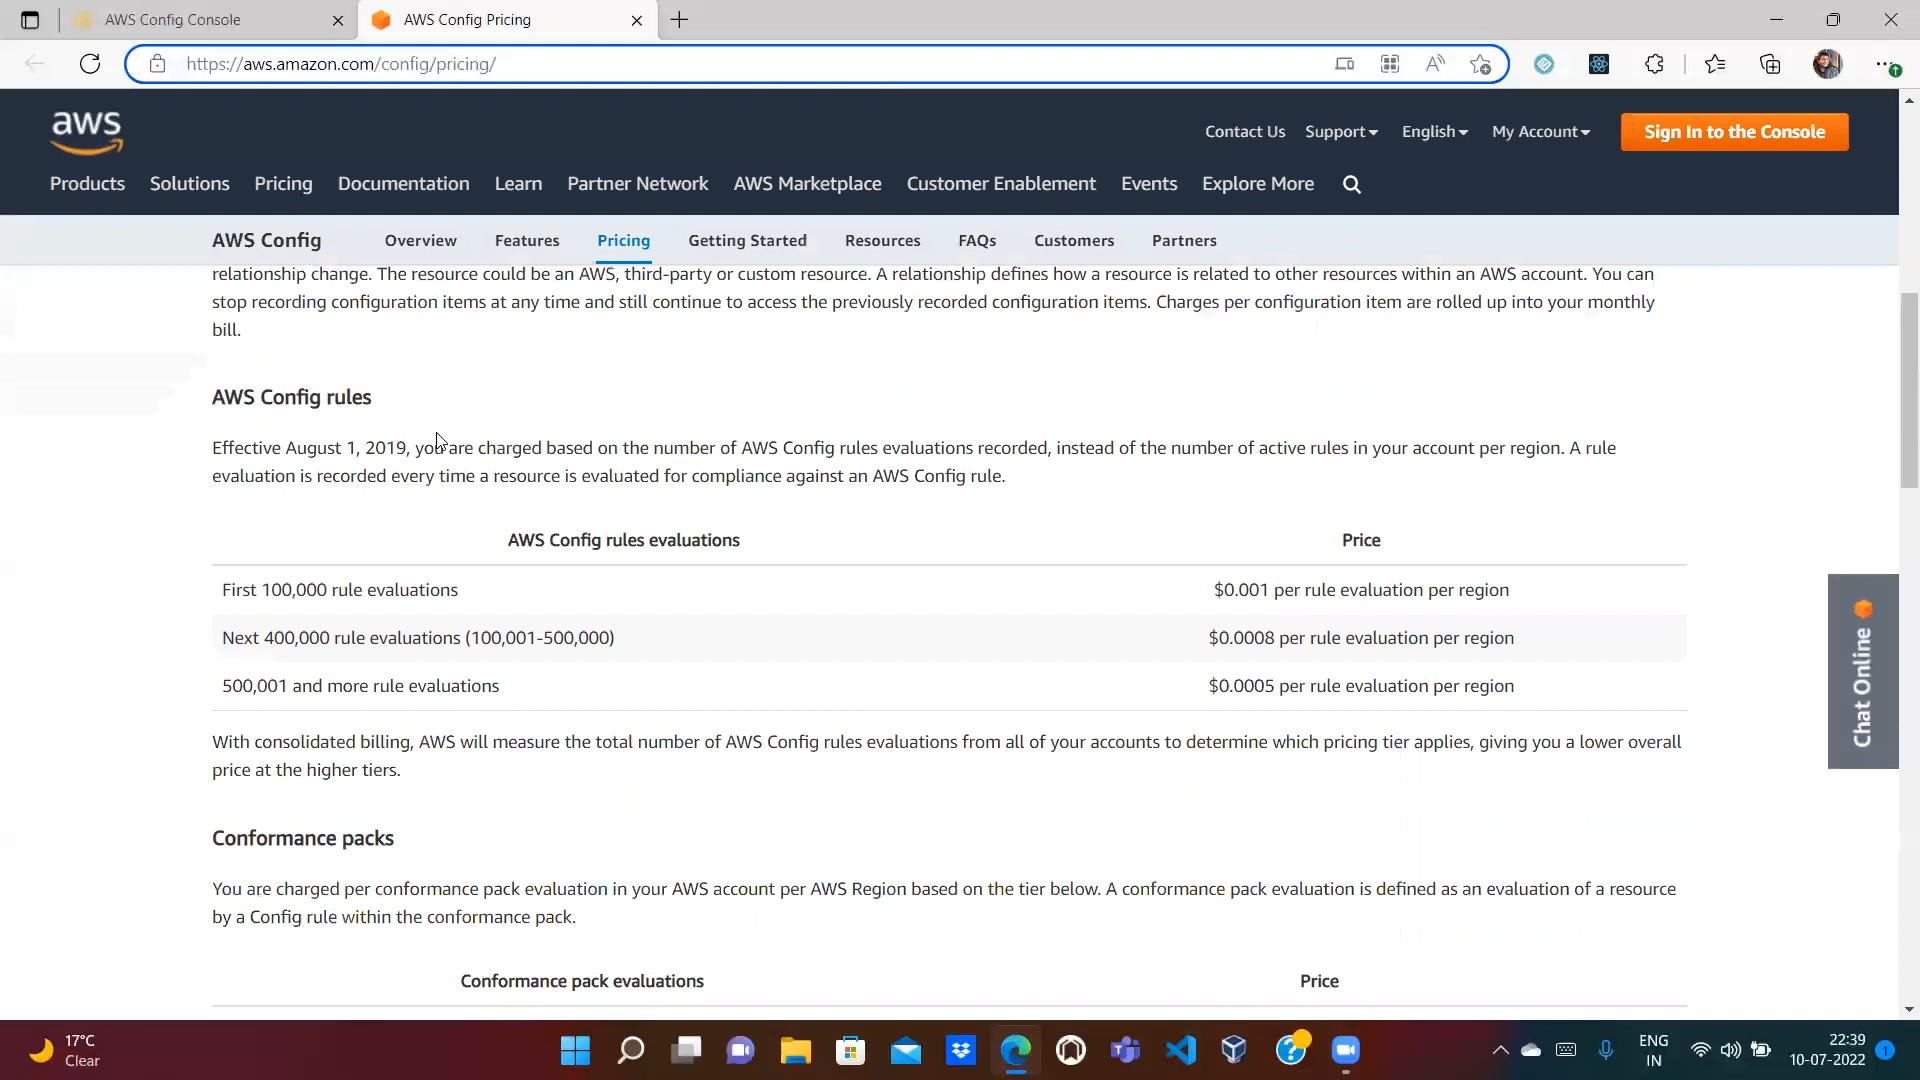 AWS Config Console
AWS Config Pricing
https://aws.amazon.com/config/pricing/
aws
Contact Us
Support
English
My Account
Sign In to the Console
Products
Solutions
Pricing
Documentation
Learn
Partner Network
AWS Marketplace
Customer Enablement
Events
Explore More
AWS Config
Overview
Features
Pricing
Getting Started
Resources
FAQs
Customers
Partners
relationship change. The resource could be an AWS, third-party or custom resource. A relationship defines how a resource is related to other resources within an AWS account. You can
stop recording configuration items at any time and still continue to access the previously recorded configuration items. Charges per configuration item are rolled up into your monthly
bill.
AWS Config rules
Effective August 1, 2019, you are charged based on the number of AWS Config rules evaluations recorded, instead of the number of active rules in your account per region. A rule
evaluation is recorded every time a resource is evaluated for compliance against an AWS Config rule.
AWS Config rules evaluations
Price
First 100,000 rule evaluations
$0.001 per rule evaluation per region
Next 400,000 rule evaluations (100,001-500,000)
$0.0008 per rule evaluation per region
500,001 and more rule evaluations
$0.0005 per rule evaluation per region
Chat Online
With consolidated billing, AWS will measure the total number of AWS Config rules evaluations from all of your accounts to determine which pricing tier applies, giving you a lower overall
price at the higher tiers.
Conformance packs
You are charged per conformance pack evaluation in your AWS account per AWS Region based on the tier below. A conformance pack evaluation is defined as an evaluation of a resource
by a Config rule within the conformance pack.
Conformance pack evaluations
Price
17°C
Clear
ENG
IN
22:39
10-07-2022
1